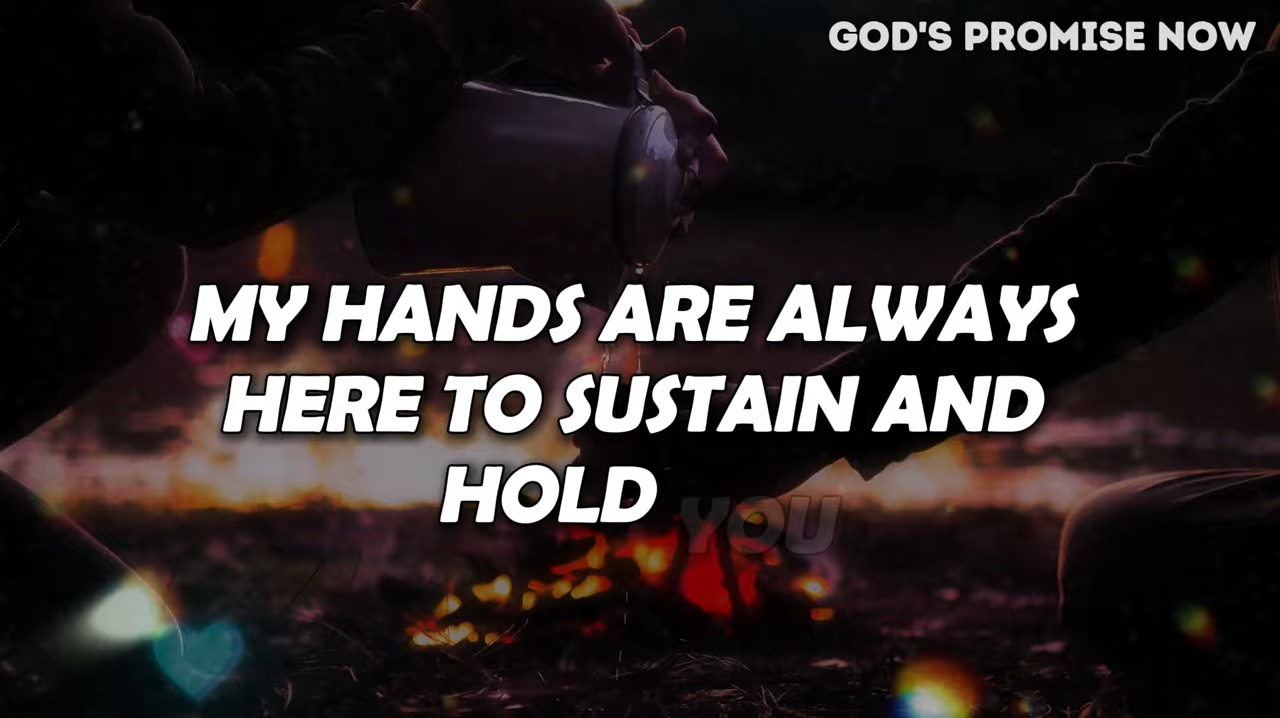 GOD'S PROMISE NOW
MY HANDS ARE ALWAYS
HERE TO SUSTAIN AND
HOLD YOU